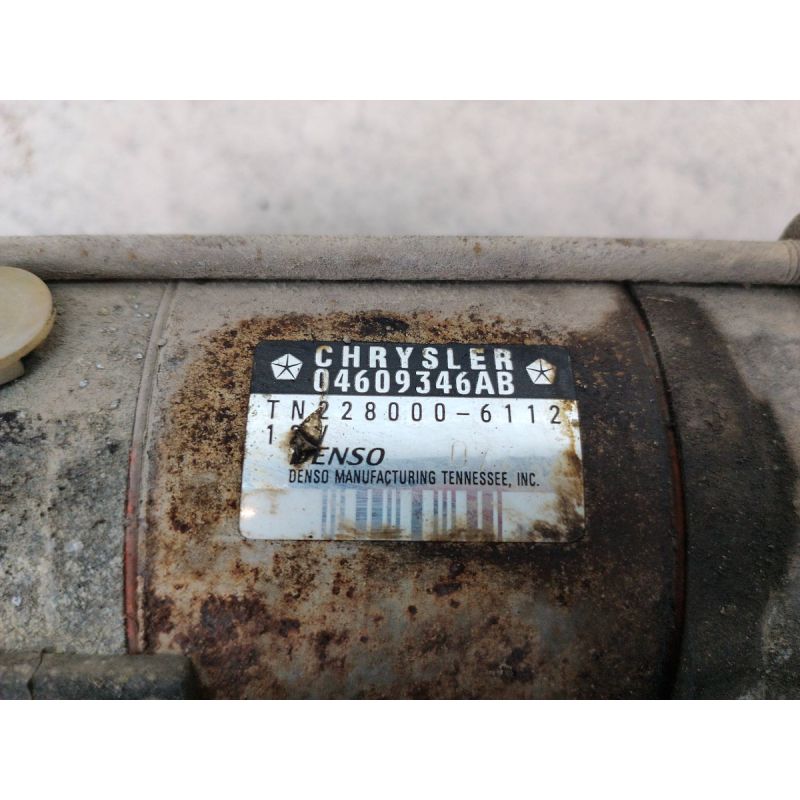 CHRYSLER
04609346AB
TN228000-6112
DENSO
DENSO MANUFACTURING TENNESSEE, INC.